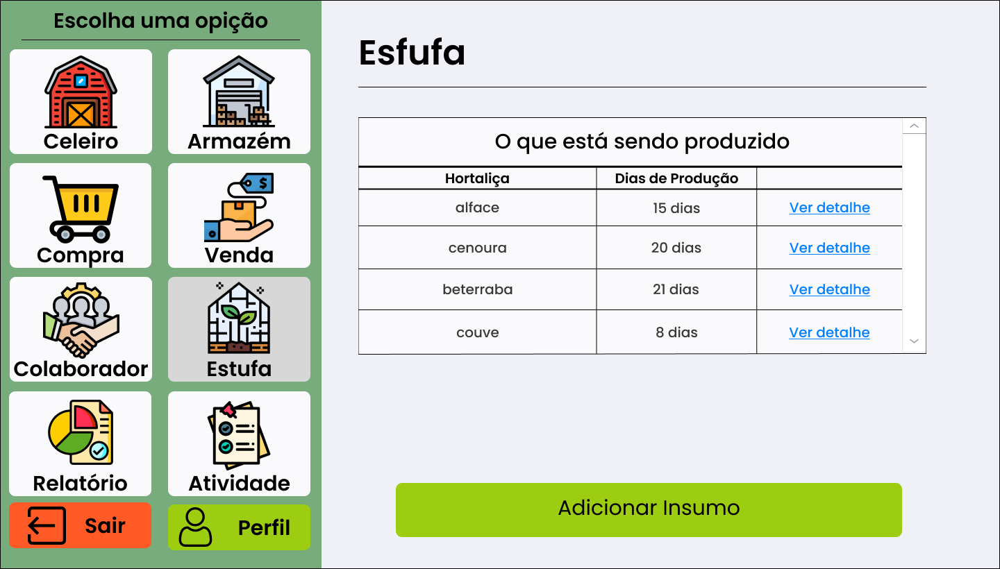 Escolha uma opição
Celeiro
Armazém
Compra
$
Venda
Colaborador
Estufa
Relatório
Atividade
Sair
Perfil
Esfufa
O que está sendo produzido
Hortaliça Dias de Produção
alface 15 dias Ver detalhe
cenoura 20 dias Ver detalhe
beterraba 21 dias Ver detalhe
couve 8 dias Ver detalhe
Adicionar Insumo